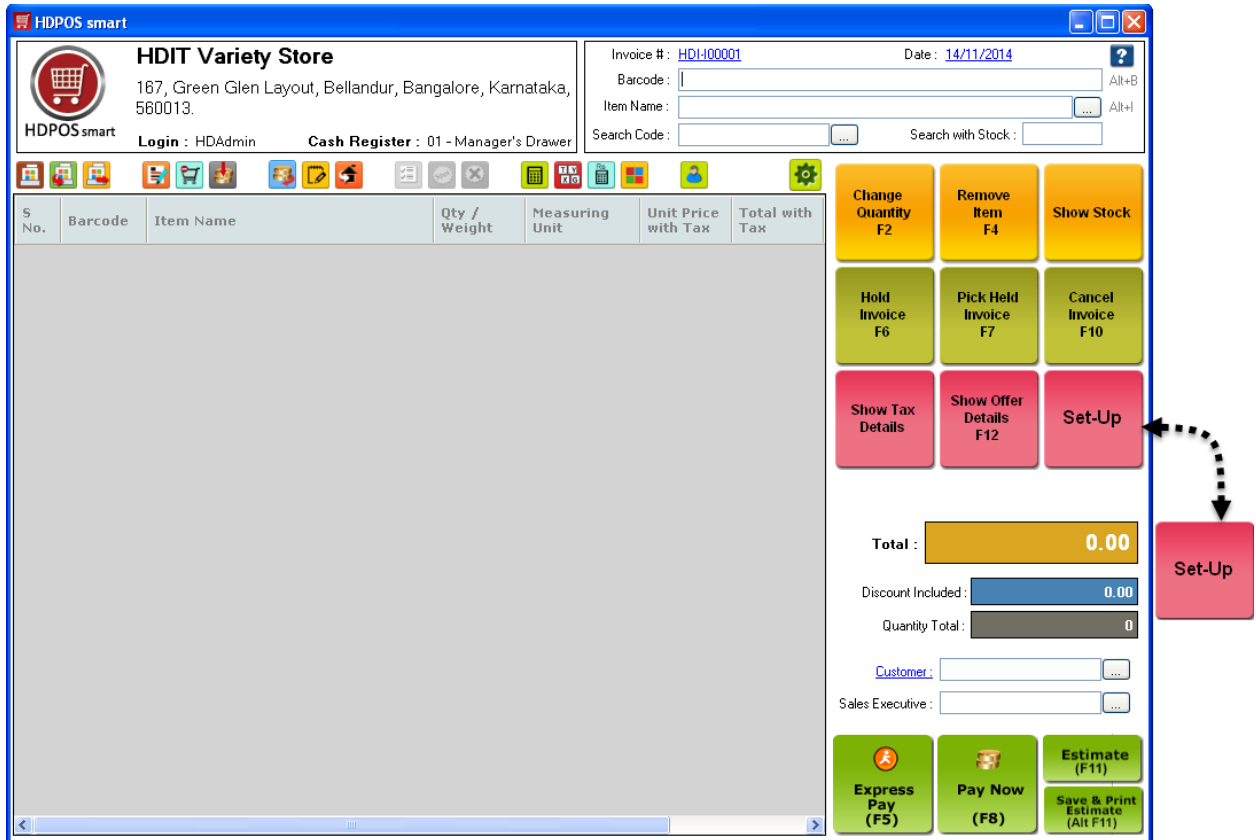 HDPOS smart
HDIT Variety Store
167, Green Glen Layout, Bellandur, Bangalore, Karnataka,
560013.
HDPOS smart
Login : HDAdmin Cash Register : 01 - Manager's Drawer
Invoice # : HDI-I00001 Date : 14/11/2014 ?
Barcode : Alt+B
Item Name : ... Alt+I
Search Code : ... Search with Stock :
S No. Barcode Item Name Qty / Weight Measuring Unit Unit Price with Tax Total with Tax
Change
Quantity
F2
Remove
Item
F4
Show Stock
Hold
Invoice
F6
Pick Held
Invoice
F7
Cancel
Invoice
F10
Show Tax
Details
Show Offer
Details
F12
Set-Up
Total : 0.00
Set-Up
Discount Included : 0.00
Quantity Total : 0
Customer : ...
Sales Executive : ...
Express
Pay
(F5)
Pay Now
(F8)
Estimate
(F11)
Save & Print
Estimate
(Alt F11)